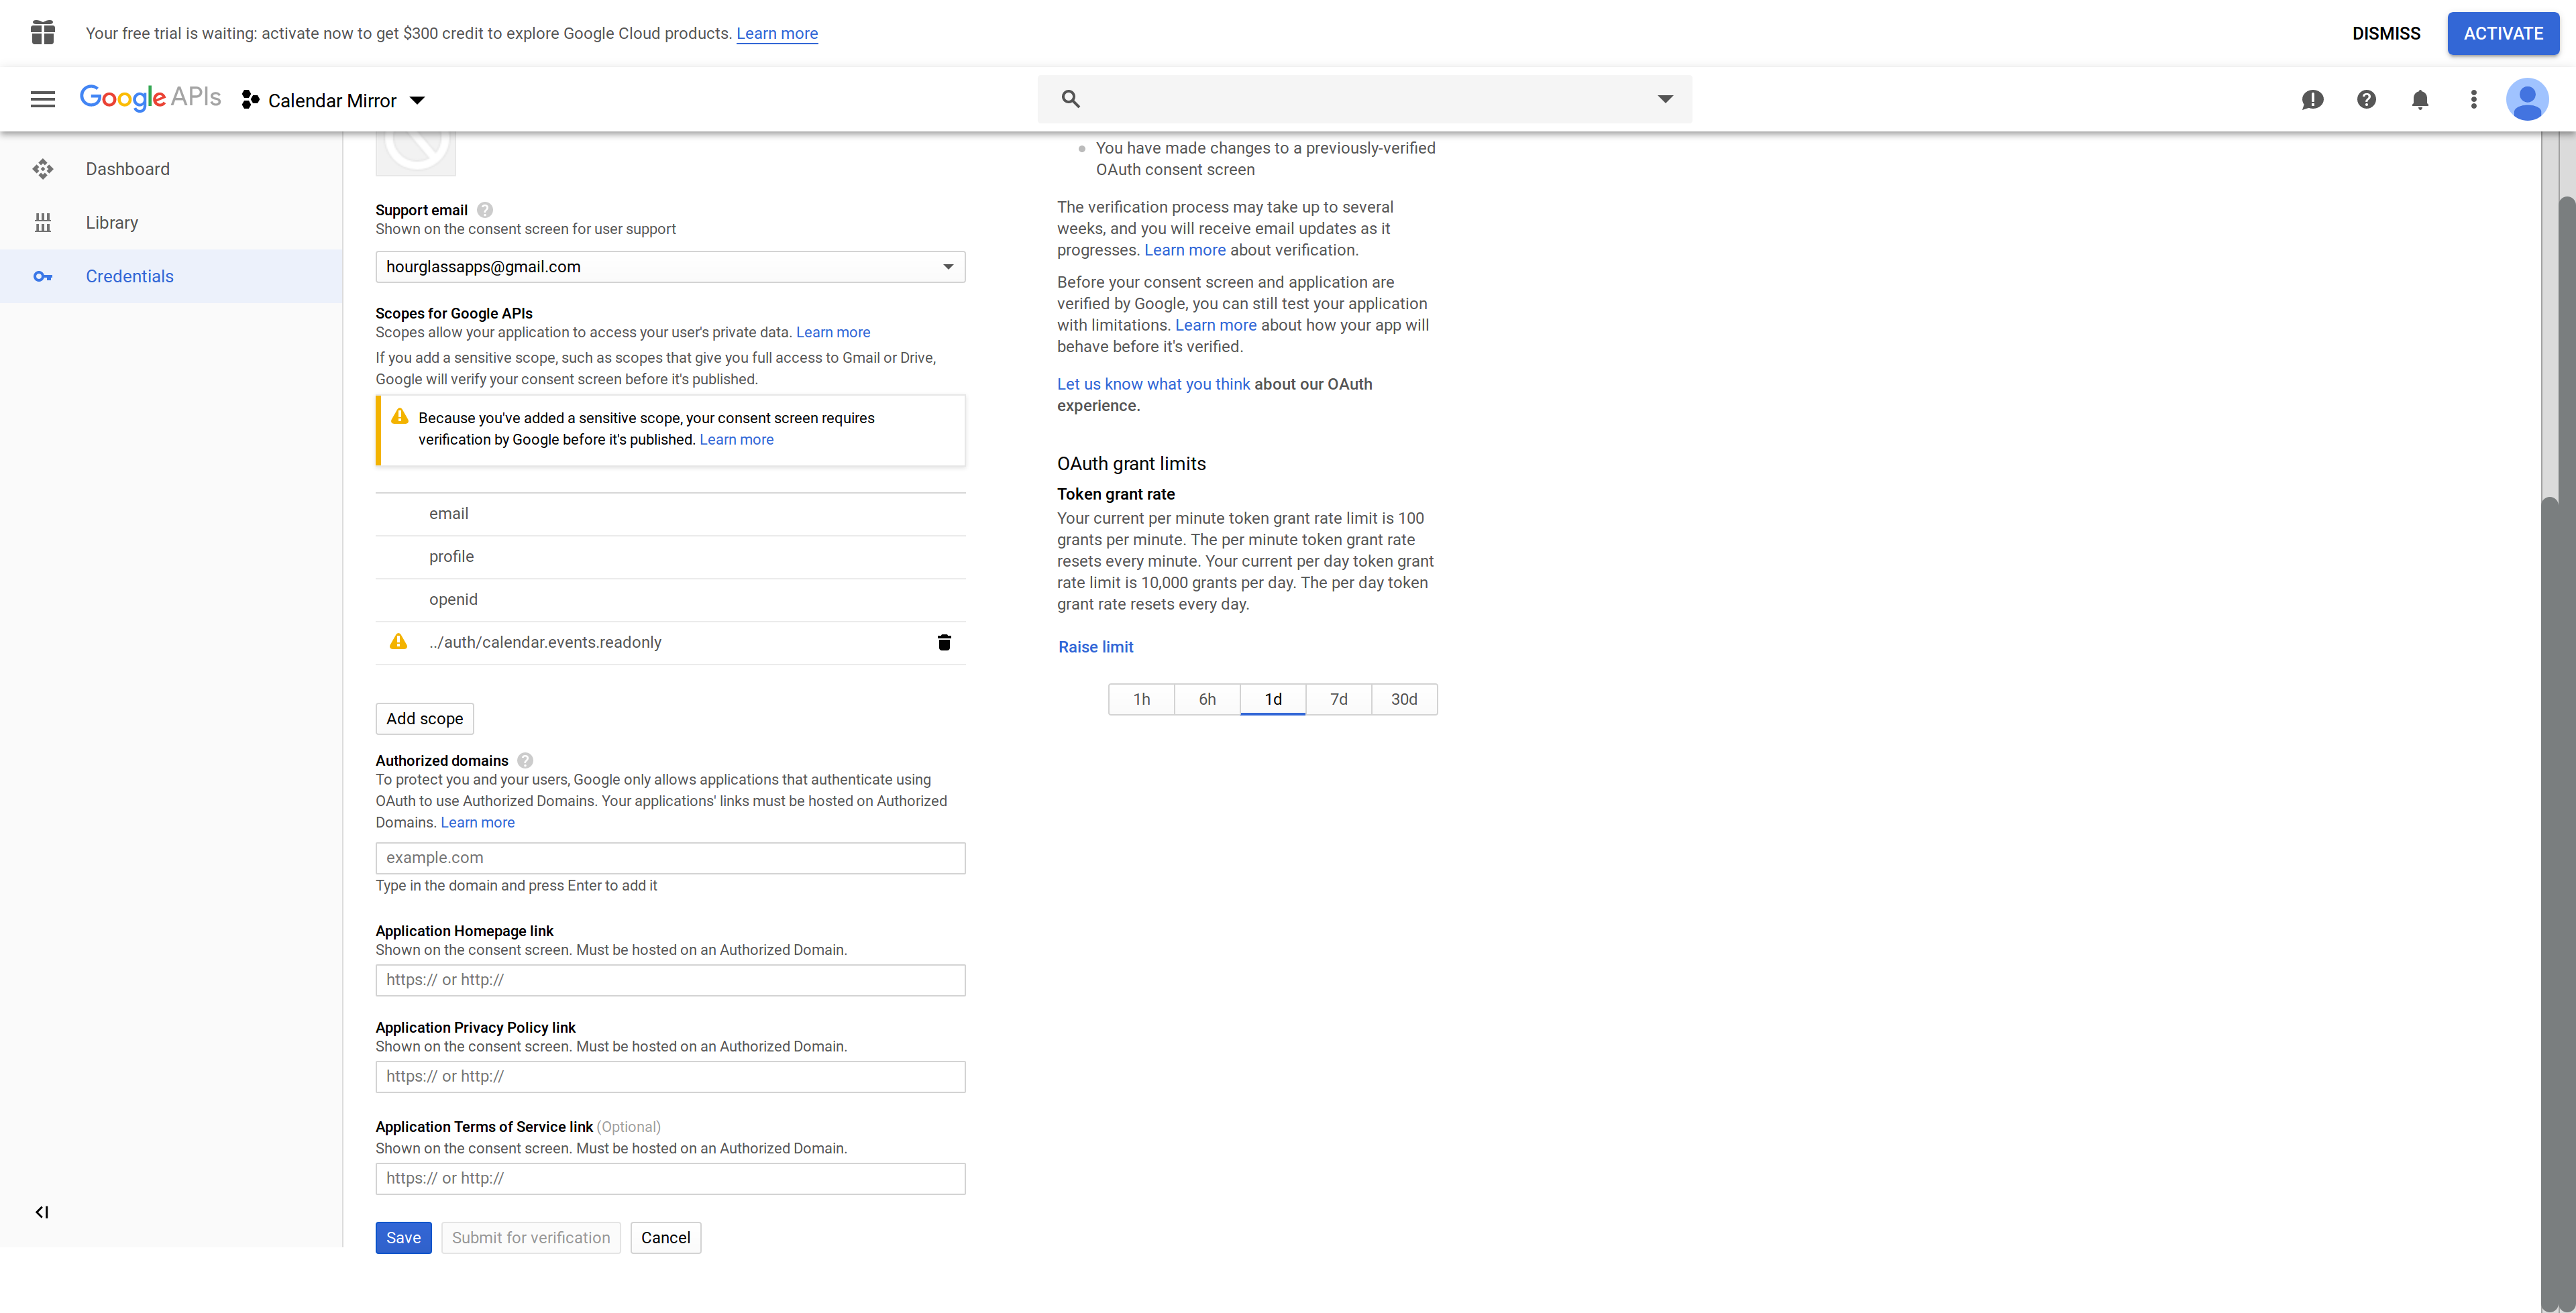 Your free trial is waiting: activate now to get $300 credit to explore Google Cloud products. Learn more
DISMISS
ACTIVATE
Google APIs
Calendar Mirror
Dashboard
Library
Credentials
Support email
Shown on the consent screen for user support
hourglassapps@gmail.com
Scopes for Google APIs
Scopes allow your application to access your user's private data. Learn more
If you add a sensitive scope, such as scopes that give you full access to Gmail or Drive,
Google will verify your consent screen before it's published.
Because you've added a sensitive scope, your consent screen requires
verification by Google before it's published. Learn more
email
profile
openid
../auth/calendar.events.readonly
Add scope
Authorized domains
To protect you and your users, Google only allows applications that authenticate using
OAuth to use Authorized Domains. Your applications' links must be hosted on Authorized
Domains. Learn more
example.com
Type in the domain and press Enter to add it
Application Homepage link
Shown on the consent screen. Must be hosted on an Authorized Domain.
https:// or http://
Application Privacy Policy link
Shown on the consent screen. Must be hosted on an Authorized Domain.
https:// or http://
Application Terms of Service link (Optional)
Shown on the consent screen. Must be hosted on an Authorized Domain.
https:// or http://
Save
Submit for verification
Cancel
You have made changes to a previously-verified
OAuth consent screen
The verification process may take up to several
weeks, and you will receive email updates as it
progresses. Learn more about verification.
Before your consent screen and application are
verified by Google, you can still test your application
with limitations. Learn more about how your app will
behave before it's verified.
Let us know what you think about our OAuth
experience.
OAuth grant limits
Token grant rate
Your current per minute token grant rate limit is 100
grants per minute. The per minute token grant rate
resets every minute. Your current per day token grant
rate limit is 10,000 grants per day. The per day token
grant rate resets every day.
Raise limit
1h
6h
1d
7d
30d